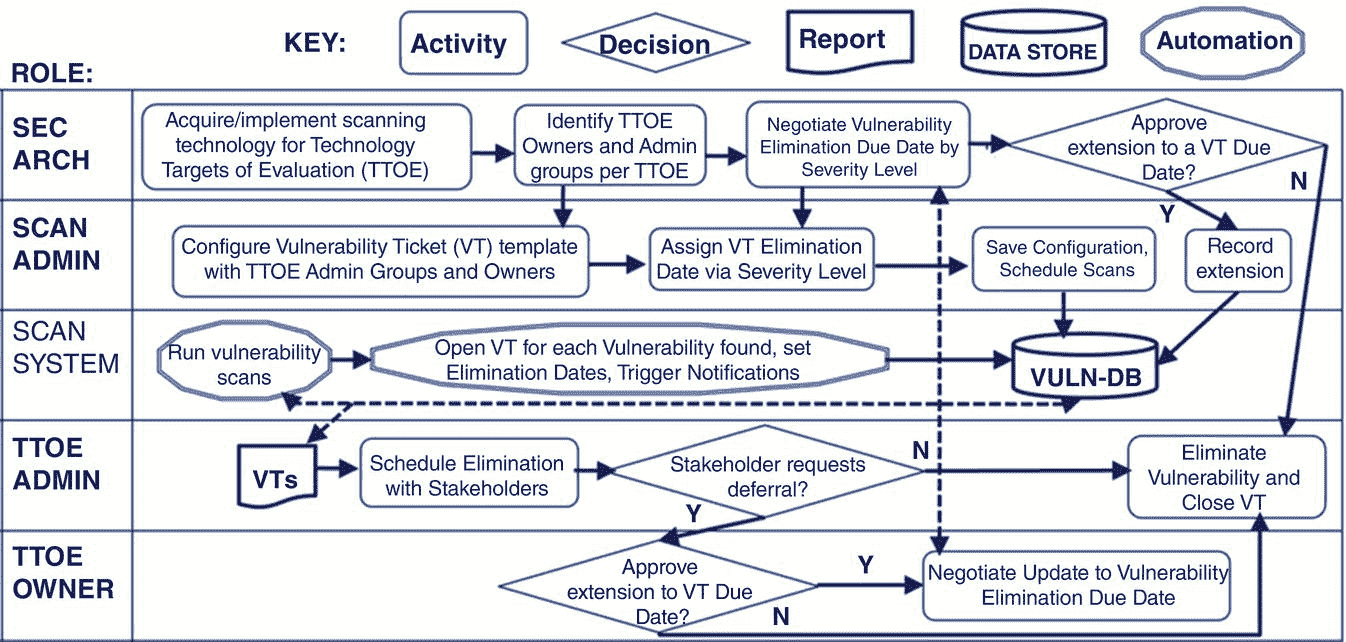 KEY:
Activity
Decision
Report
DATA STORE
Automation
ROLE:
SEC
ARCH
Acquire/implement scanning
technology for Technology
Targets of Evaluation (TTOE)
Identify TTOE
Owners and Admin
groups per TTOE
Negotiate Vulnerability
Elimination Due Date by
Severity Level
Approve
extension to a VT Due
Date?
N
Y
SCAN
ADMIN
Configure Vulnerability Ticket (VT) template
with TTOE Admin Groups and Owners
Assign VT Elimination
Date via Severity Level
Save Configuration,
Schedule Scans
Record
extension
SCAN
SYSTEM
Run vulnerability
scans
Open VT for each Vulnerability found, set
Elimination Dates, Trigger Notifications
VULN-DB
TTOE
ADMIN
VTs
Schedule Elimination
with Stakeholders
Stakeholder requests
deferral?
N
Y
Eliminate
Vulnerability and
Close VT
TTOE
OWNER
Approve
extension to VT Due
Date?
Y
N
Negotiate Update to Vulnerability
Elimination Due Date